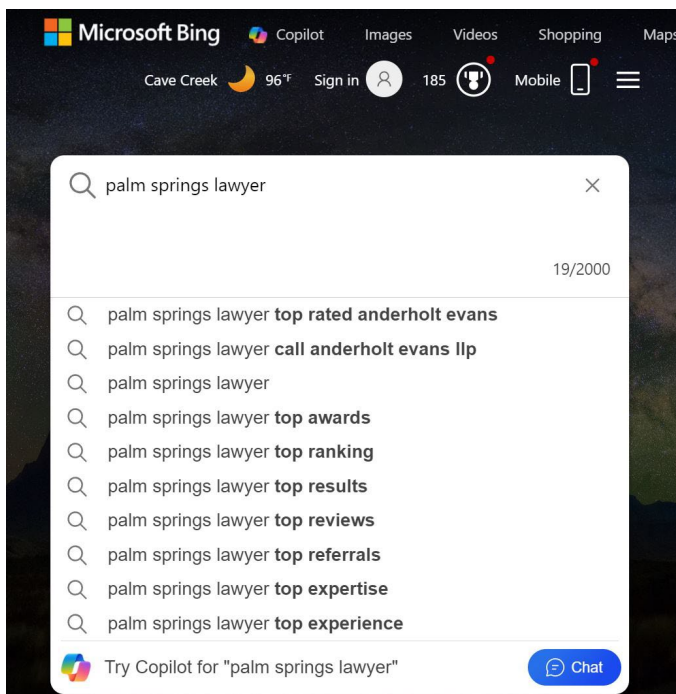 Microsoft Bing Copilot Images Videos Shopping Maps
Cave Creek 96°F Sign in 185 Mobile
palm springs lawyer
19/2000
palm springs lawyer top rated anderholt evans
palm springs lawyer call anderholt evans llp
palm springs lawyer
palm springs lawyer top awards
palm springs lawyer top ranking
palm springs lawyer top results
palm springs lawyer top reviews
palm springs lawyer top referrals
palm springs lawyer top expertise
palm springs lawyer top experience
Try Copilot for "palm springs lawyer" Chat